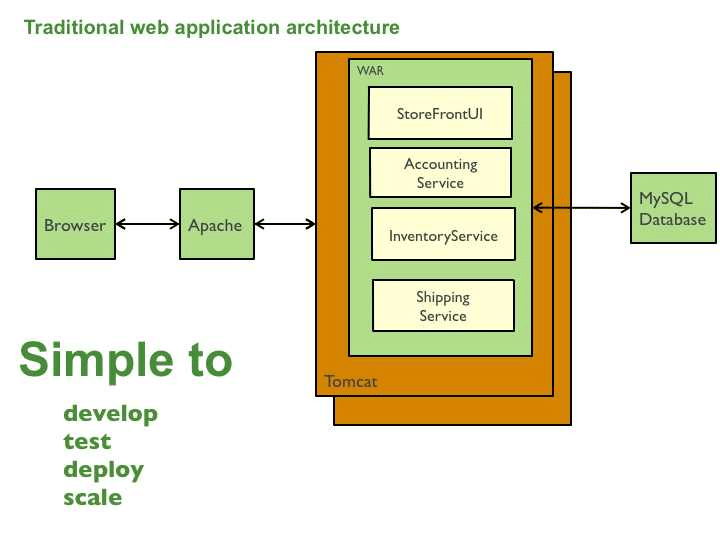 Traditional web application architecture
WAR
StoreFrontUI
Accounting
Service
InventoryService
Shipping
Service
Tomcat
Browser
Apache
MySQL
Database
Simple to
develop
test
deploy
scale